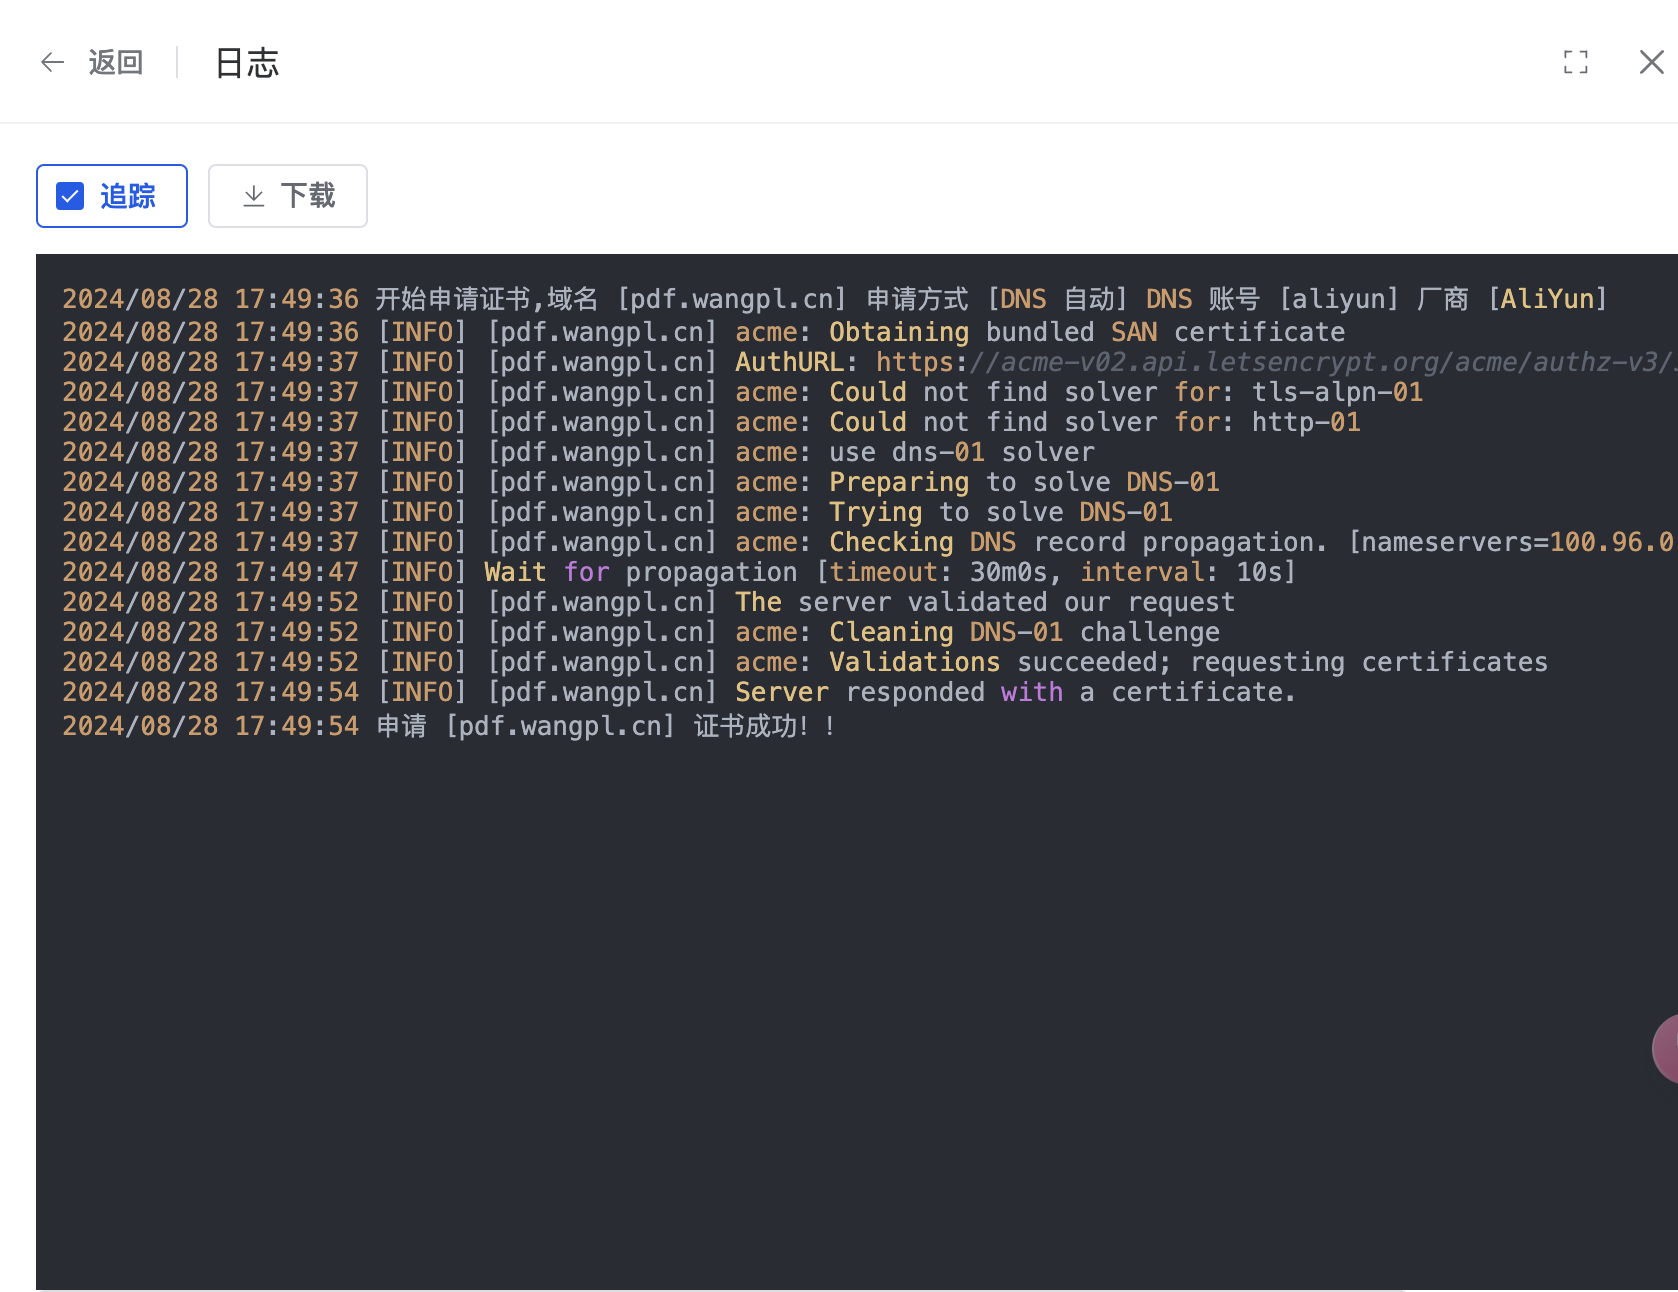 返回
日志
追踪
下载
2024/08/28 17:49:36 开始申请证书,域名 [pdf.wangpl.cn] 申请方式 [DNS 自动] DNS 账号 [aliyun] 厂商 [AliYun]
2024/08/28 17:49:36 [INFO] [pdf.wangpl.cn] acme: Obtaining bundled SAN certificate
2024/08/28 17:49:37 [INFO] [pdf.wangpl.cn] AuthURL: https://acme-v02.api.letsencrypt.org/acme/authz-v3/
2024/08/28 17:49:37 [INFO] [pdf.wangpl.cn] acme: Could not find solver for: tls-alpn-01
2024/08/28 17:49:37 [INFO] [pdf.wangpl.cn] acme: Could not find solver for: http-01
2024/08/28 17:49:37 [INFO] [pdf.wangpl.cn] acme: use dns-01 solver
2024/08/28 17:49:37 [INFO] [pdf.wangpl.cn] acme: Preparing to solve DNS-01
2024/08/28 17:49:37 [INFO] [pdf.wangpl.cn] acme: Trying to solve DNS-01
2024/08/28 17:49:37 [INFO] [pdf.wangpl.cn] acme: Checking DNS record propagation. [nameservers=100.96.0
2024/08/28 17:49:47 [INFO] Wait for propagation [timeout: 30m0s, interval: 10s]
2024/08/28 17:49:52 [INFO] [pdf.wangpl.cn] The server validated our request
2024/08/28 17:49:52 [INFO] [pdf.wangpl.cn] acme: Cleaning DNS-01 challenge
2024/08/28 17:49:52 [INFO] [pdf.wangpl.cn] acme: Validations succeeded; requesting certificates
2024/08/28 17:49:54 [INFO] [pdf.wangpl.cn] Server responded with a certificate.
2024/08/28 17:49:54 申请 [pdf.wangpl.cn] 证书成功！！